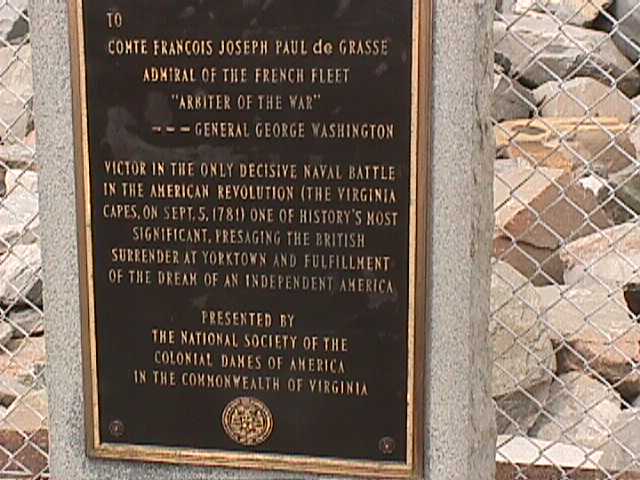 TO
COMTE FRANCOIS JOSEPH PAUL de GRASSE
ADMIRAL OF THE FRENCH FLEET
"ARBITER OF THE WAR"
--- GENERAL GEORGE WASHINGTON
VICTOR IN THE ONLY DECISIVE NAVAL BATTLE
IN THE AMERICAN REVOLUTION (THE VIRGINIA
CAPES, ON SEPT. 5, 1781) ONE OF HISTORY'S MOST
SIGNIFICANT, PRESAGING THE BRITISH
SURRENDER AT YORKTOWN AND FULFILLMENT
OF THE DREAM OF AN INDEPENDENT AMERICA
PRESENTED BY
THE NATIONAL SOCIETY OF THE
COLONIAL DAMES OF AMERICA
IN THE COMMONWEALTH OF VIRGINIA